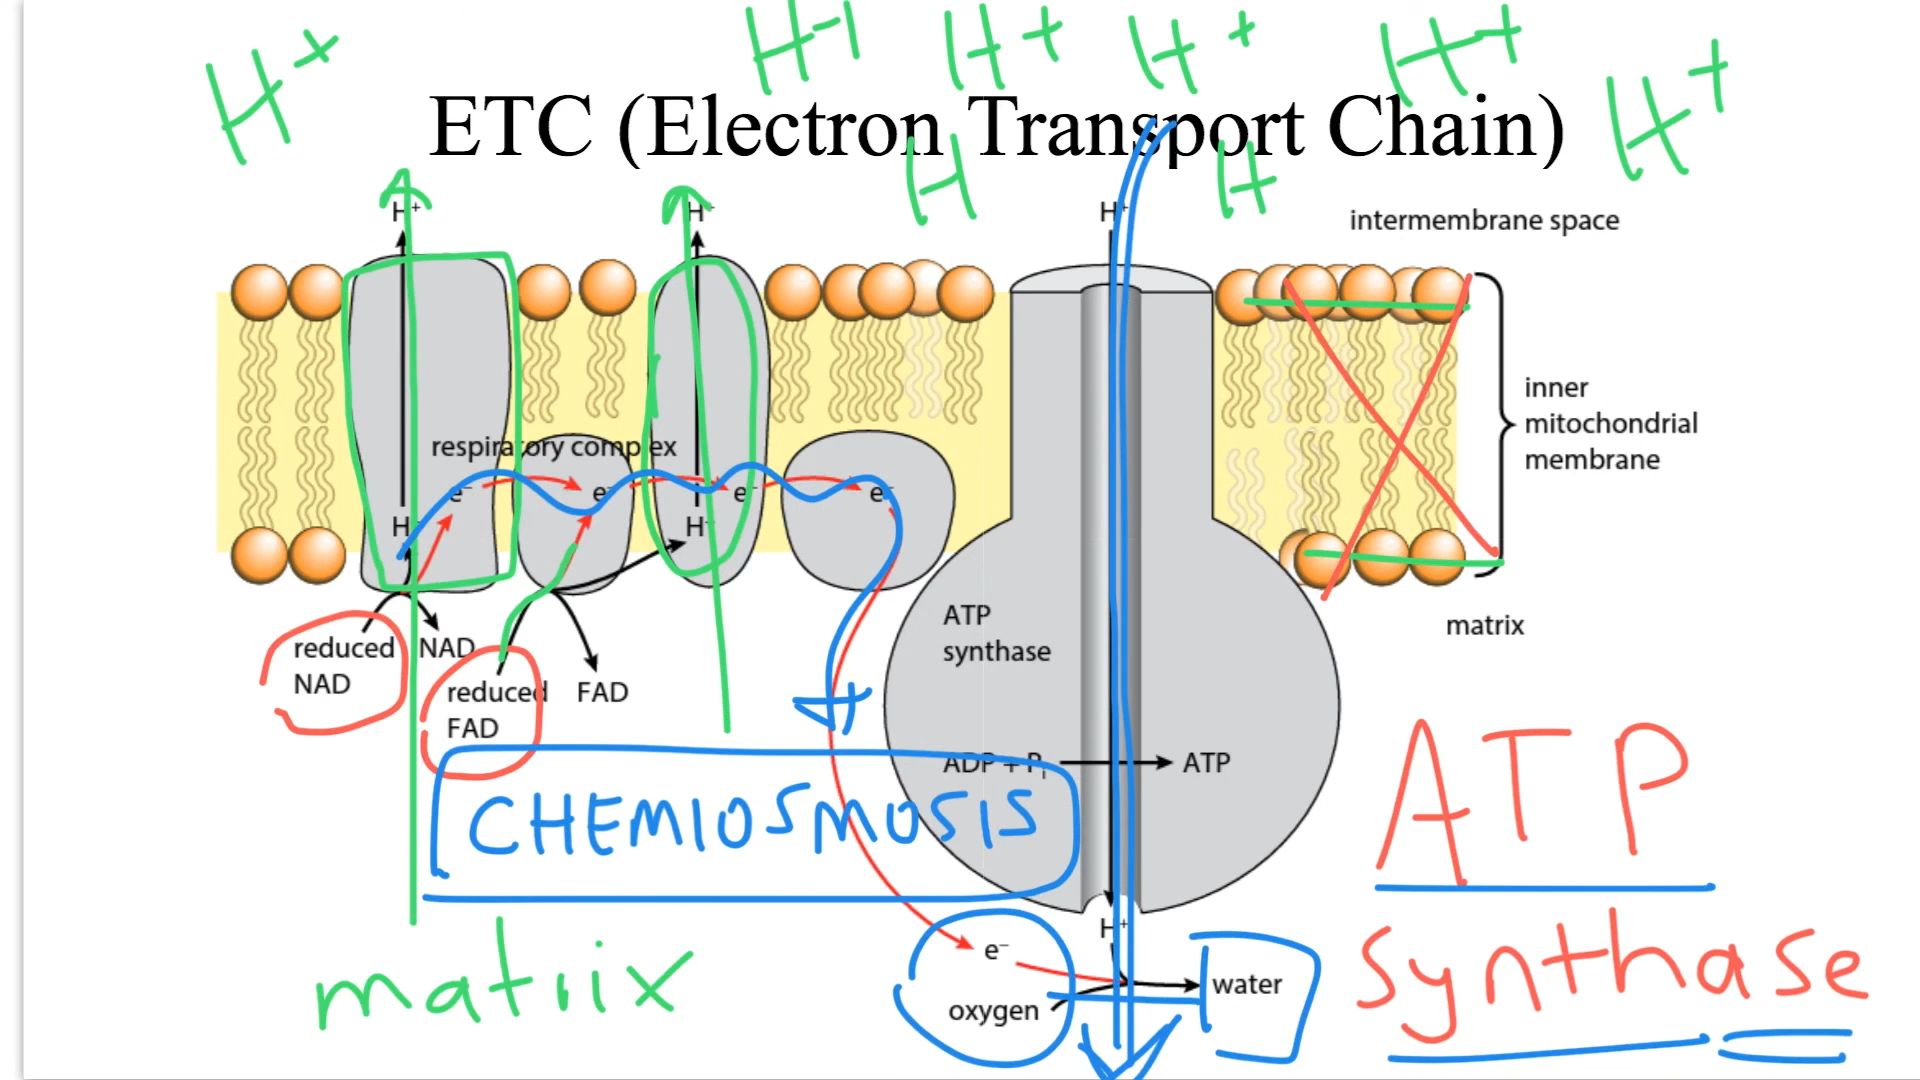 H+
H+
H+
H+
H+
H+
ETC (Electron Transport Chain)
H
H
H+
H+
H+
intermembrane space
inner
mitochondrial
membrane
respiratory complex
e⁻
e⁻
e⁻
e⁻
H+
H+
ATP
synthase
matrix
reduced
NAD
NAD
reduced
FAD
FAD
ADP + Pi
ATP
CHEMIOSMOSIS
ATP
synthase
H+
e⁻
oxygen
water
matrix